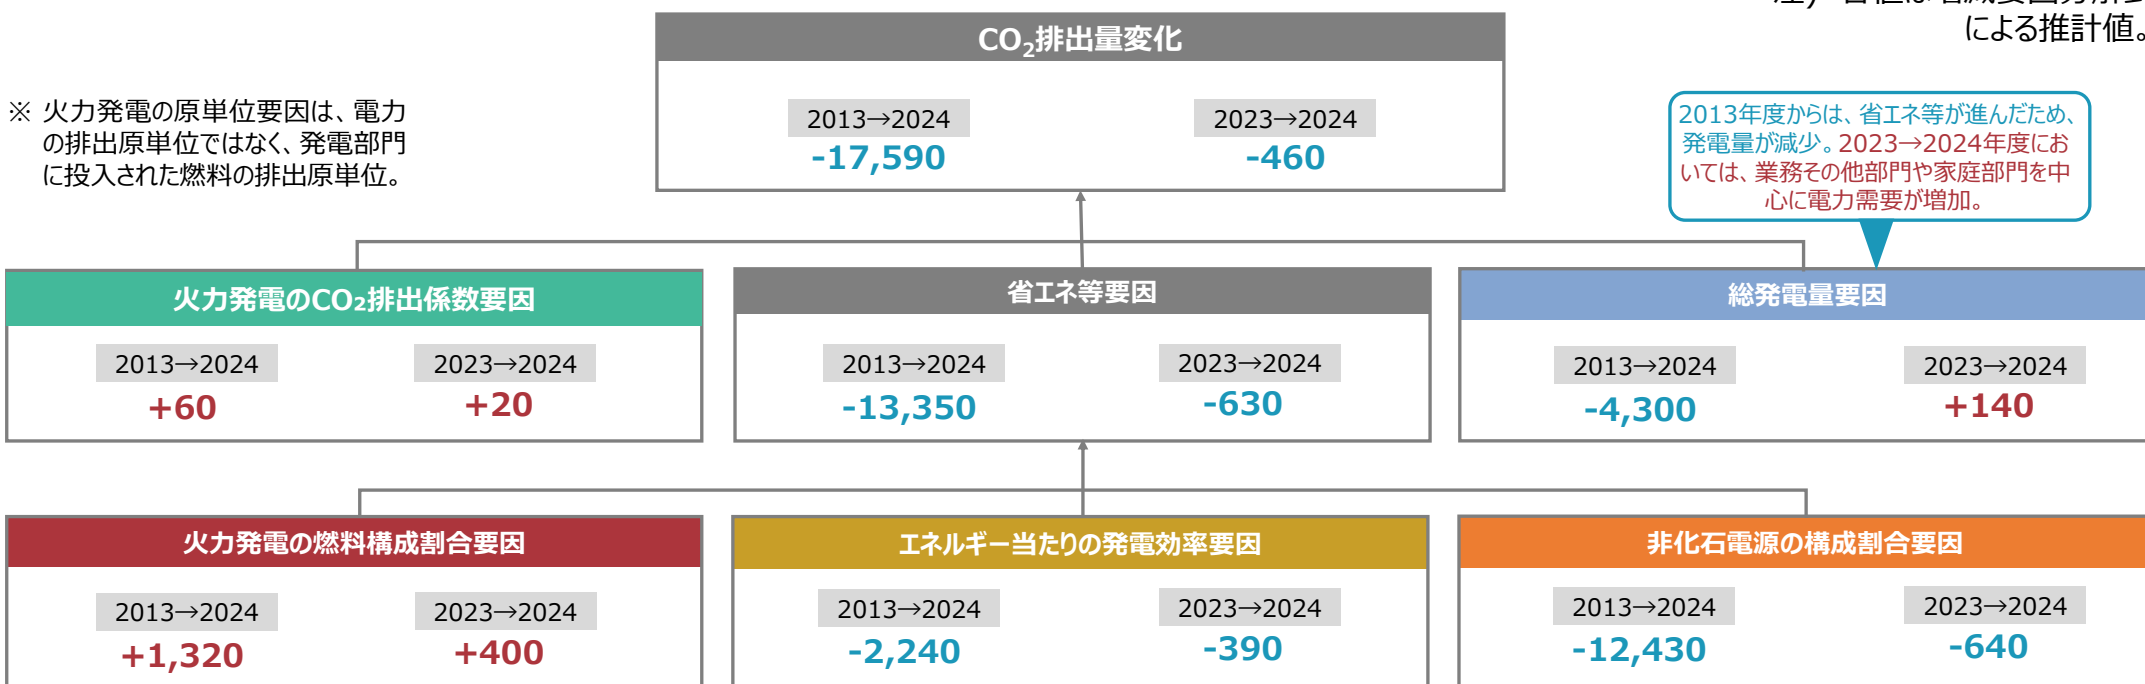 による推計値。
CO₂排出量変化
2013→2024
-17,590
2023→2024
-460
※ 火力発電の原単位要因は、電力
の排出原単位ではなく、発電部門
に投入された燃料の排出原単位。
2013年度からは、省エネ等が進んだため、
発電量が減少。2023→2024年度にお
いては、業務その他部門や家庭部門を中
心に電力需要が増加。
火力発電のCO₂排出係数要因
2013→2024
+60
2023→2024
+20
省エネ等要因
2013→2024
-13,350
2023→2024
-630
総発電量要因
2013→2024
-4,300
2023→2024
+140
火力発電の燃料構成割合要因
2013→2024
+1,320
2023→2024
+400
エネルギー当たりの発電効率要因
2013→2024
-2,240
2023→2024
-390
非化石電源の構成割合要因
2013→2024
-12,430
2023→2024
-640